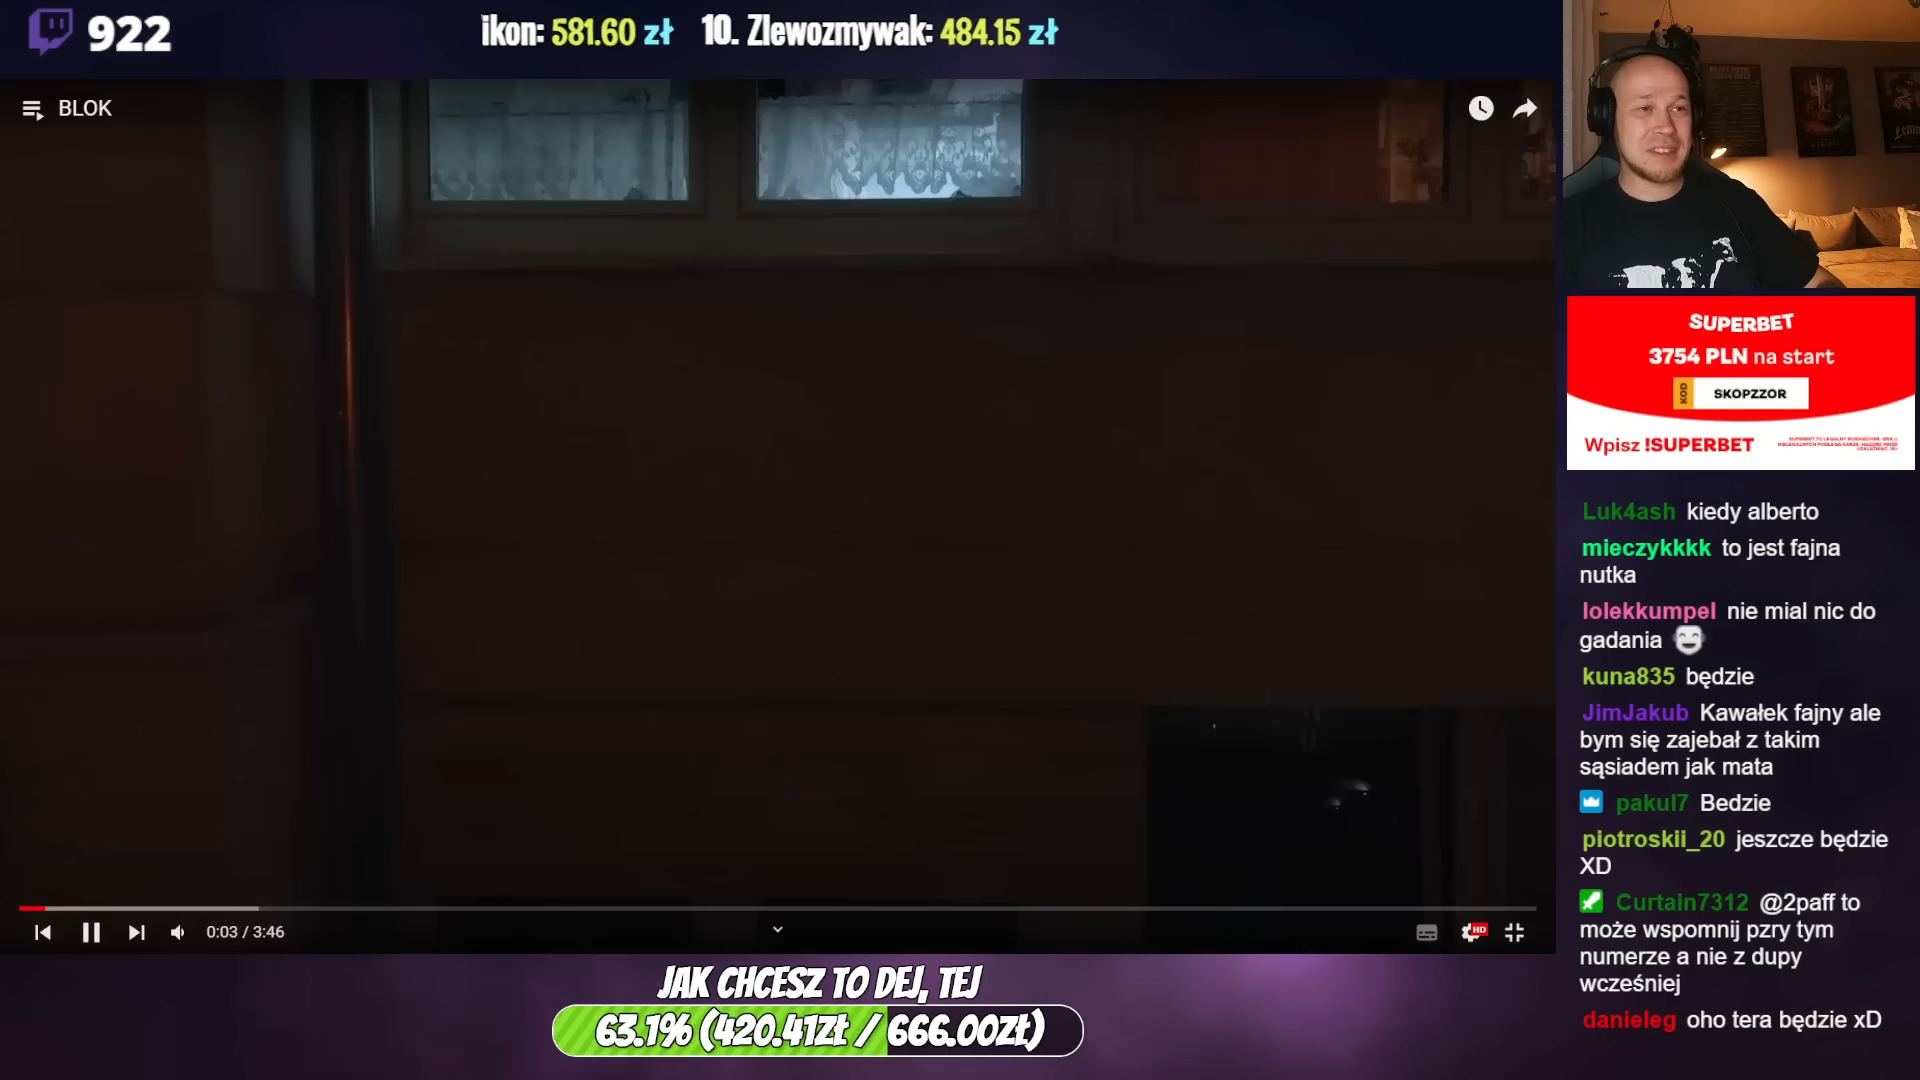 922
ikon: 581.60 zł 10. Zlewozmywak: 484.15 zł
BLOK
SUPERBET
3754 PLN na start
KOD SKOPZZOR
Wpisz !SUPERBET
Luk4ash kiedy alberto
mieczykkkk to jest fajna
nutka
lolekkumpel nie mial nic do
gadania
kuna835 będzie
JimJakub Kawałek fajny ale
bym się zajebał z takim
sąsiadem jak mata
pakul7 Bedzie
piotroskii_20 jeszcze będzie
XD
Curtain7312 @2paff to
może wspomnij pzry tym
numerze a nie z dupy
wcześniej
danieleg oho tera będzie xD
0:03 / 3:46
HD
JAK CHCESZ TO DEJ, TEJ
63.1% (420.41ZŁ / 666.00ZŁ)